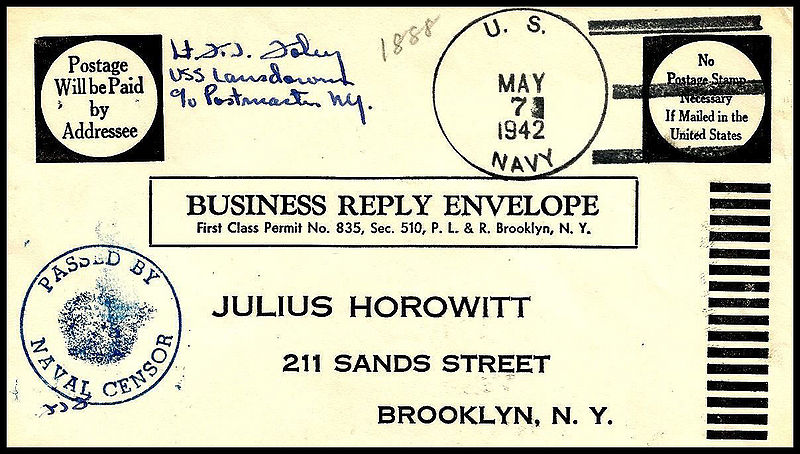 Postage
Will be Paid
by
Addressee
Lt. J.J. Foley
USS Lansdowne
c/o Postmaster N.Y.
1888
U. S.
MAY
7
1942
NAVY
No
Postage Stamp
Necessary
If Mailed in the
United States
BUSINESS REPLY ENVELOPE
First Class Permit No. 835, Sec. 510, P. L. & R. Brooklyn, N. Y.
PASSED BY
NAVAL CENSOR
JULIUS HOROWITT
211 SANDS STREET
BROOKLYN, N. Y.